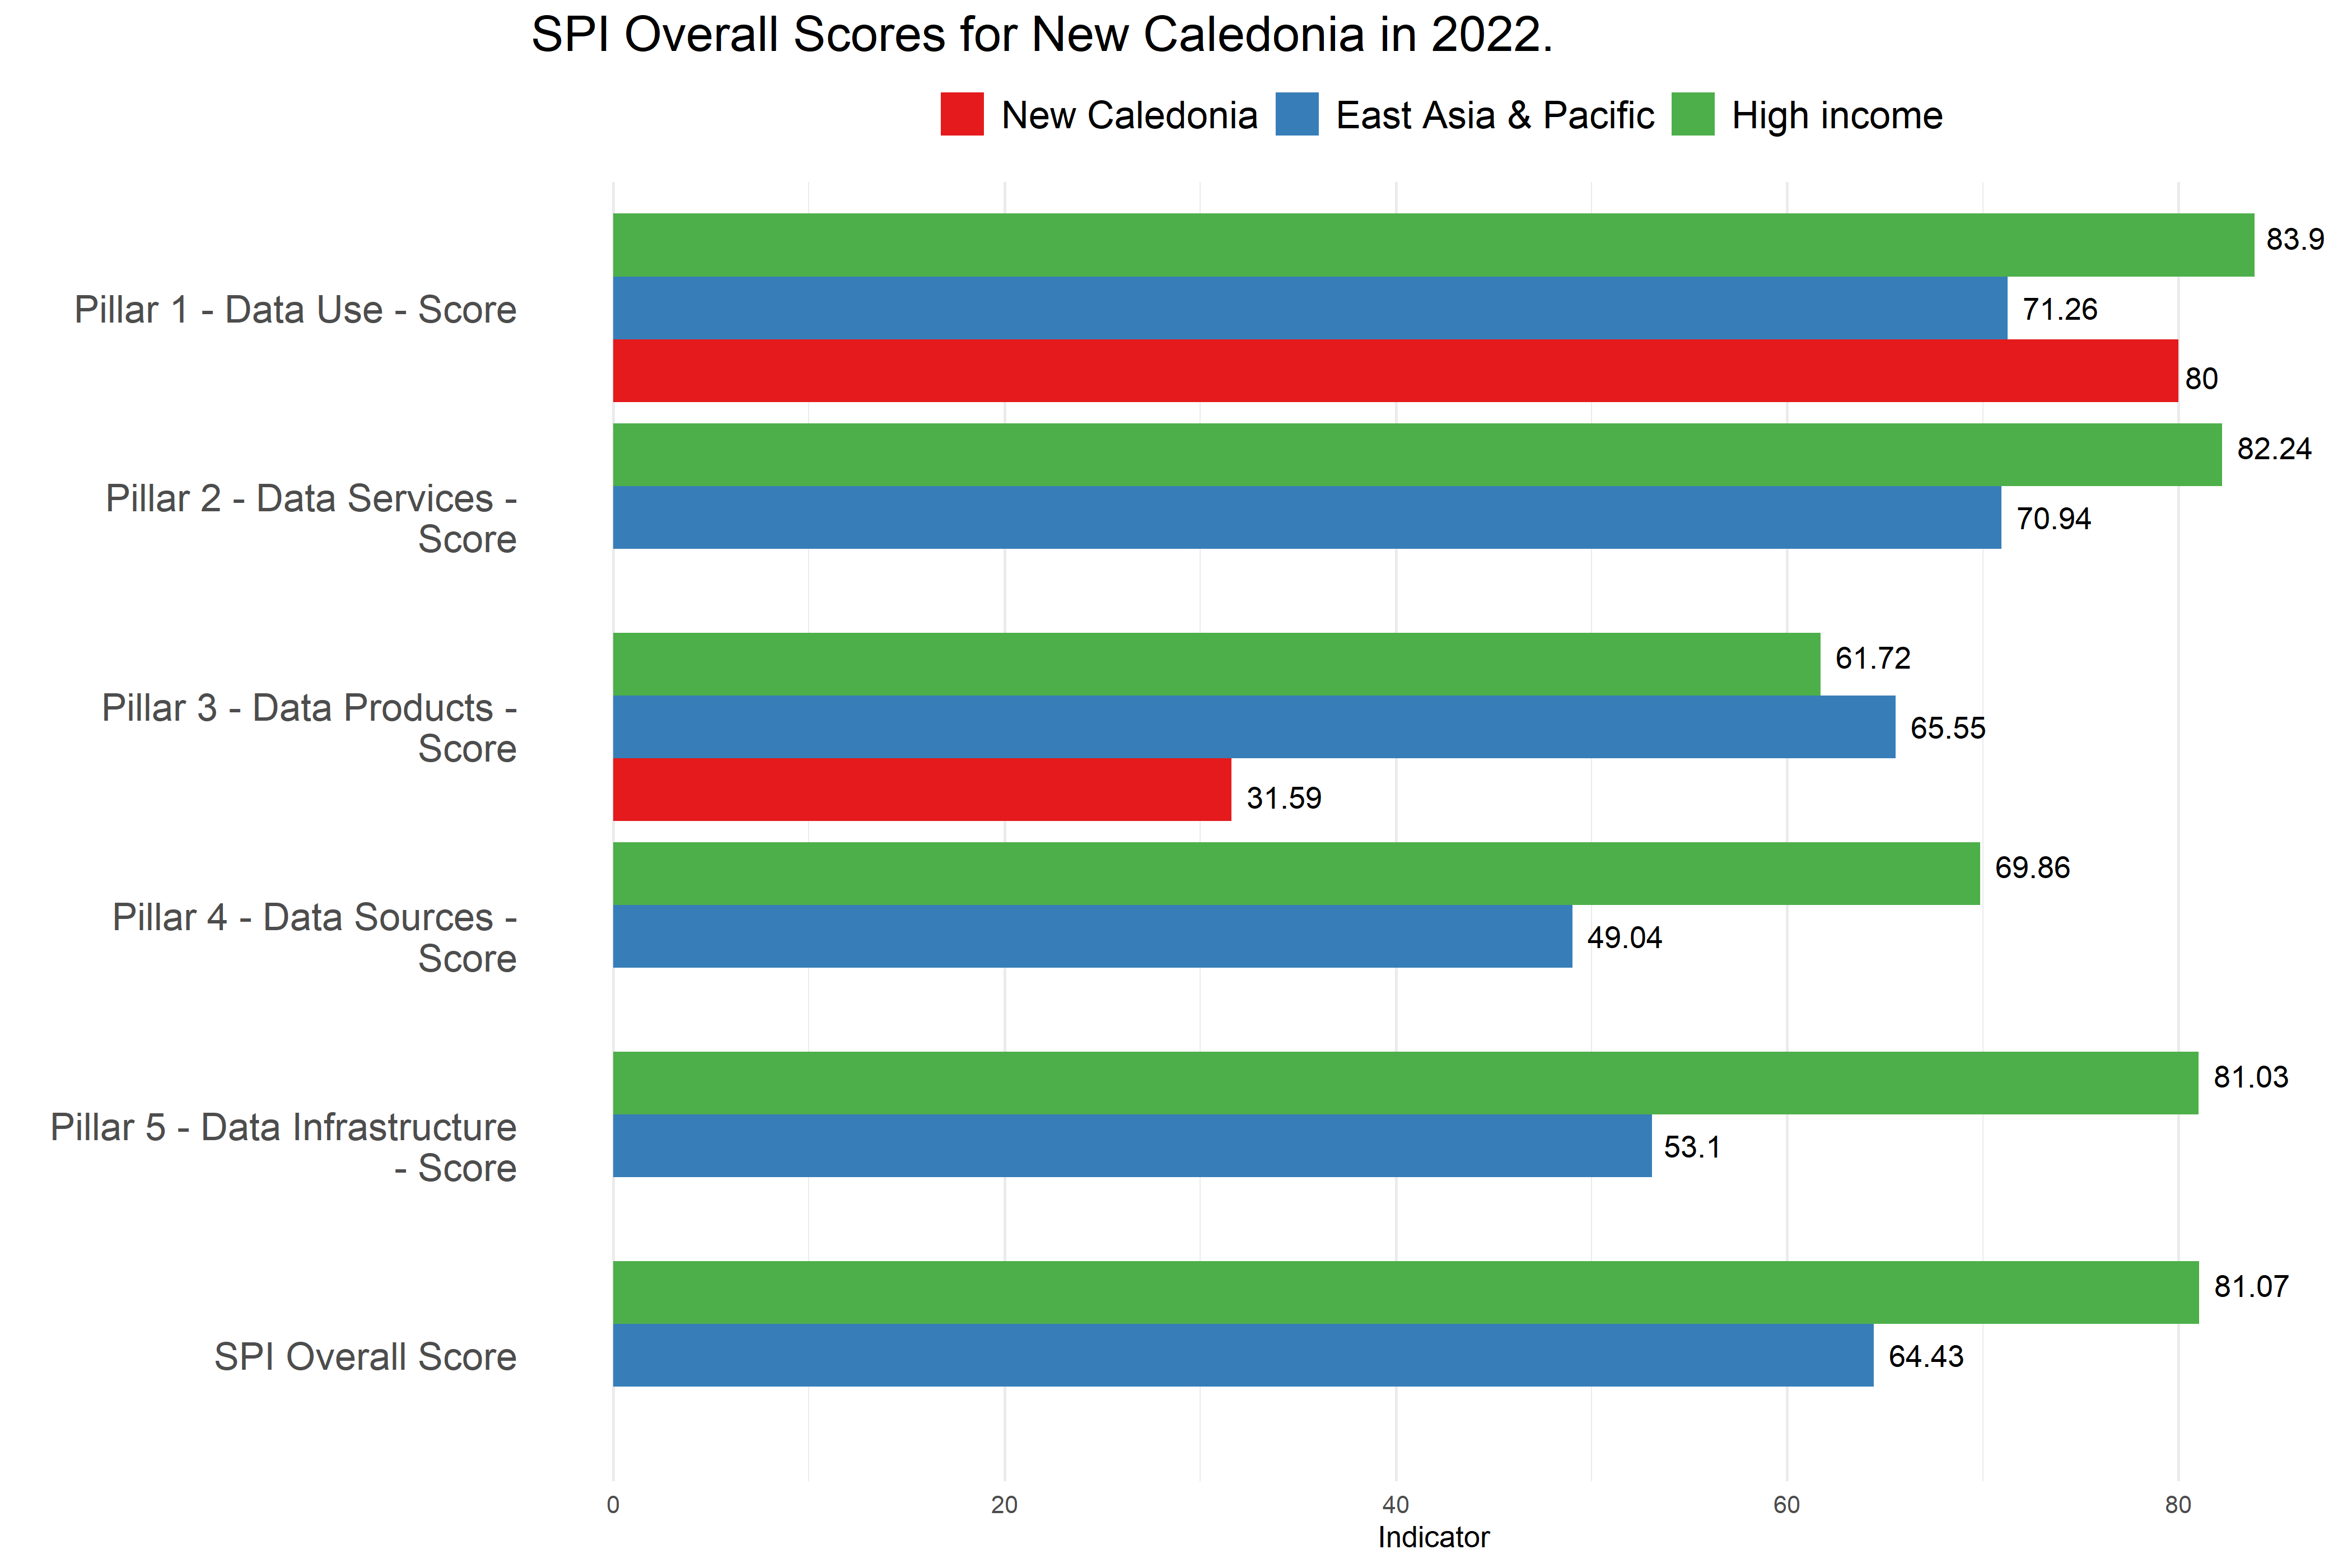 SPI Overall Scores for New Caledonia in 2022.
New Caledonia East Asia & Pacific High income
Pillar 1 - Data Use - Score
83.9
71.26
80
Pillar 2 - Data Services -
Score
82.24
70.94
Pillar 3 - Data Products -
Score
61.72
65.55
31.59
Pillar 4 - Data Sources -
Score
69.86
49.04
Pillar 5 - Data Infrastructure
- Score
81.03
53.1
SPI Overall Score
81.07
64.43
0 20 40 60 80
Indicator